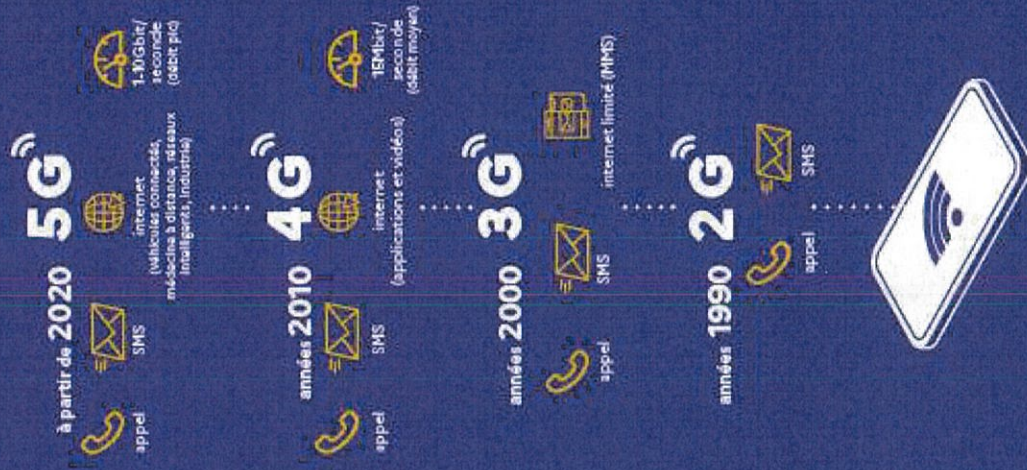 à partir de 2020 5G
appel
SMS
internet
(véhicules connectés,
médecine à distance, réseaux
intelligents, industrie)
1-10Gbit/
seconde
(débit pic)
années 2010 4G
appel
SMS
internet
(applications et vidéos)
15Mbit/
seconde
(débit moyen)
années 2000 3G
appel
SMS
internet limité (MMS)
années 1990 2G
appel
SMS